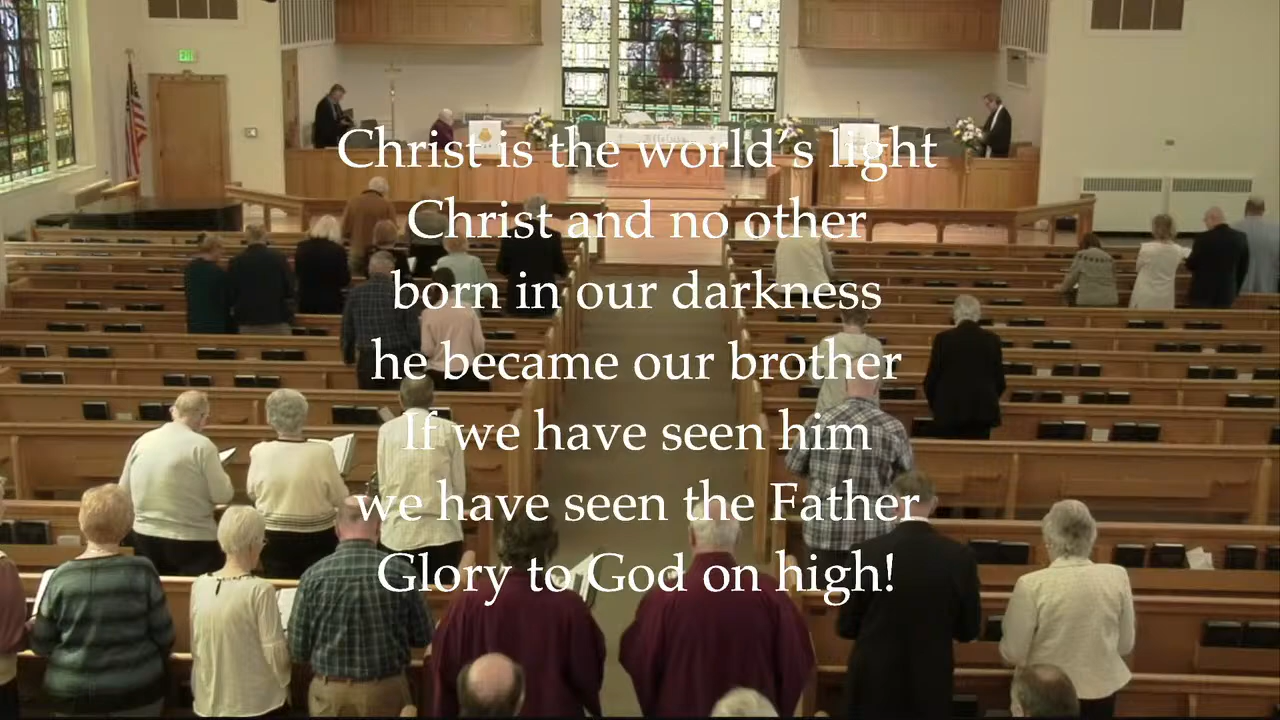 Christ is the world´s light
Christ and no other
born in our darkness
he became our brother
If we have seen him
we have seen the Father
Glory to God on high!